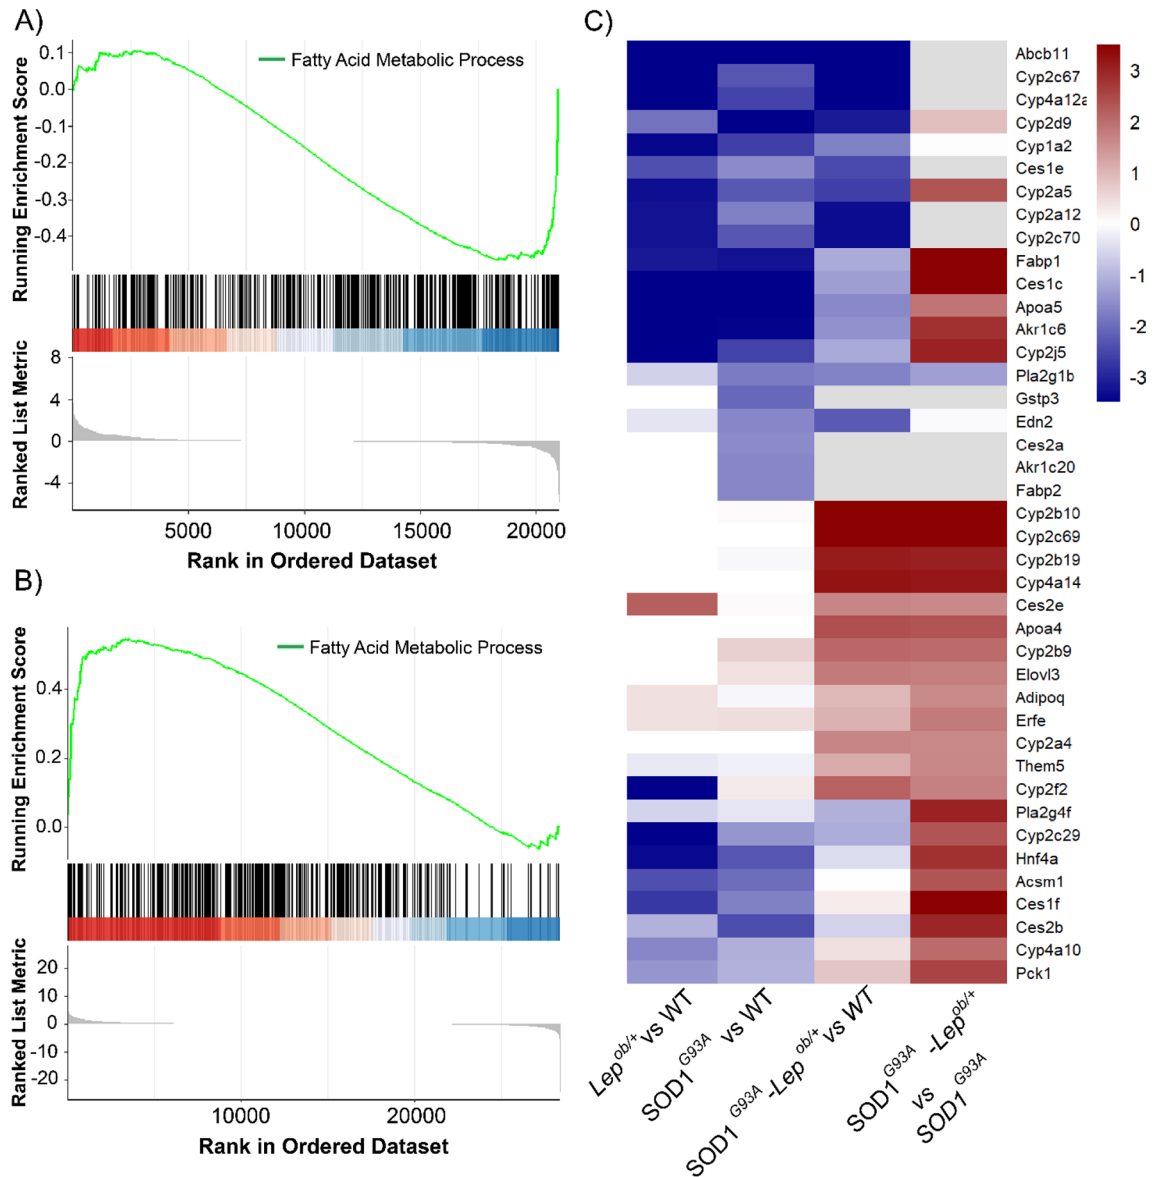 A)
Running Enrichment Score
0.1
0.0
-0.1
-0.2
-0.3
-0.4
Fatty Acid Metabolic Process
Ranked List Metric
8
4
0
-4
5000 10000 15000 20000
Rank in Ordered Dataset
B)
Running Enrichment Score
0.4
0.2
0.0
Fatty Acid Metabolic Process
Ranked List Metric
20
10
0
-10
-20
10000 20000
Rank in Ordered Dataset
C)
Abcb11
Cyp2c67
Cyp4a12a
Cyp2d9
Cyp1a2
Ces1e
Cyp2a5
Cyp2a12
Cyp2c70
Fabp1
Ces1c
Apoa5
Akr1c6
Cyp2j5
Pla2g1b
Gstp3
Edn2
Ces2a
Akr1c20
Fabp2
Cyp2b10
Cyp2c69
Cyp2b19
Cyp4a14
Ces2e
Apoa4
Cyp2b9
Elovl3
Adipoq
Erfe
Cyp2a4
Them5
Cyp2f2
Pla2g4f
Cyp2c29
Hnf4a
Acsm1
Ces1f
Ces2b
Cyp4a10
Pck1
3
2
1
0
-1
-2
-3
Lep^ob/+ vs WT
SOD1^G93A vs WT
SOD1^G93A -Lep^ob/+ vs WT
SOD1^G93A -Lep^ob/+
vs
SOD1^G93A